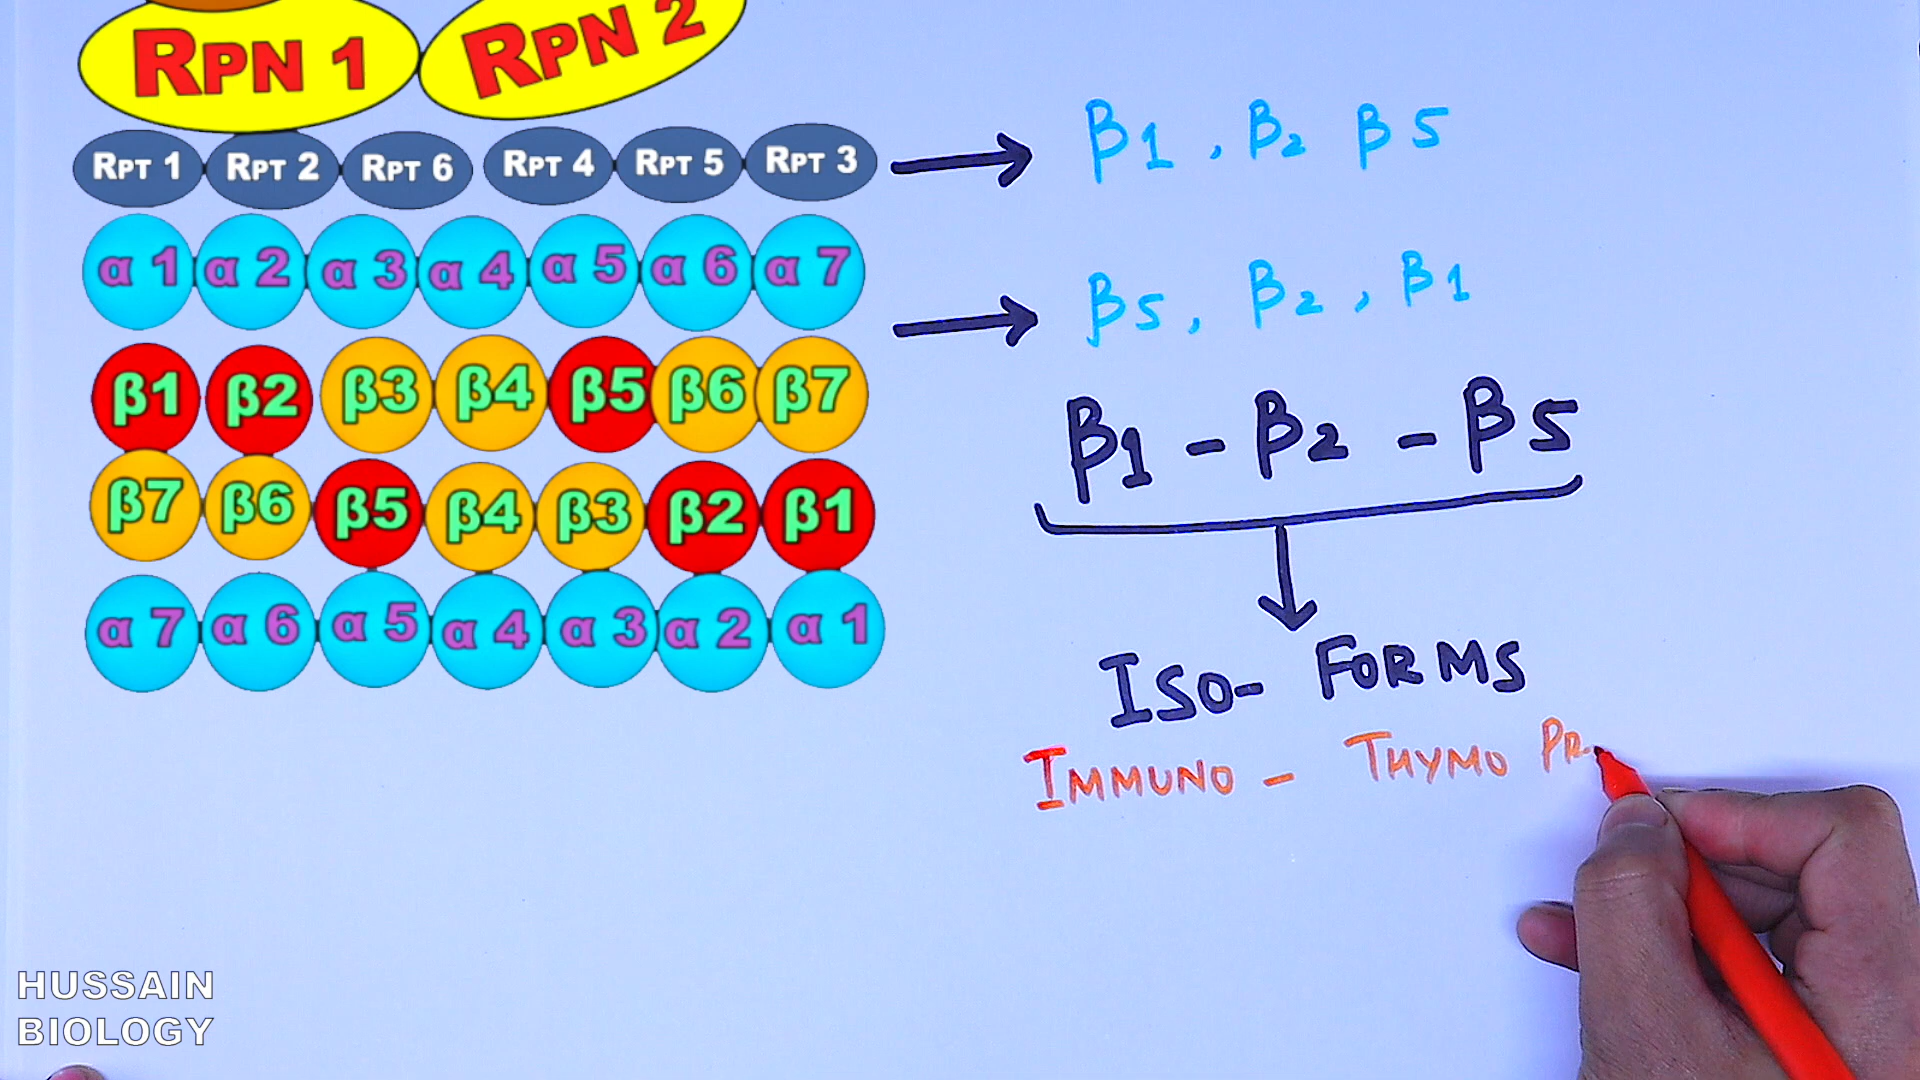 RPN 1 RPN 2
RPT 1 RPT 2 RPT 6 RPT 4 RPT 5 RPT 3
α 1 α 2 α 3 α 4 α 5 α 6 α 7
β1 β2 β3 β4 β5 β6 β7
β7 β6 β5 β4 β3 β2 β1
α 7 α 6 α 5 α 4 α 3 α 2 α 1
β1, β2 β5
β5, β2, β1
β1 - β2 - β5
ISO- FORMS
IMMUNO - THYMO PR
HUSSAIN
BIOLOGY